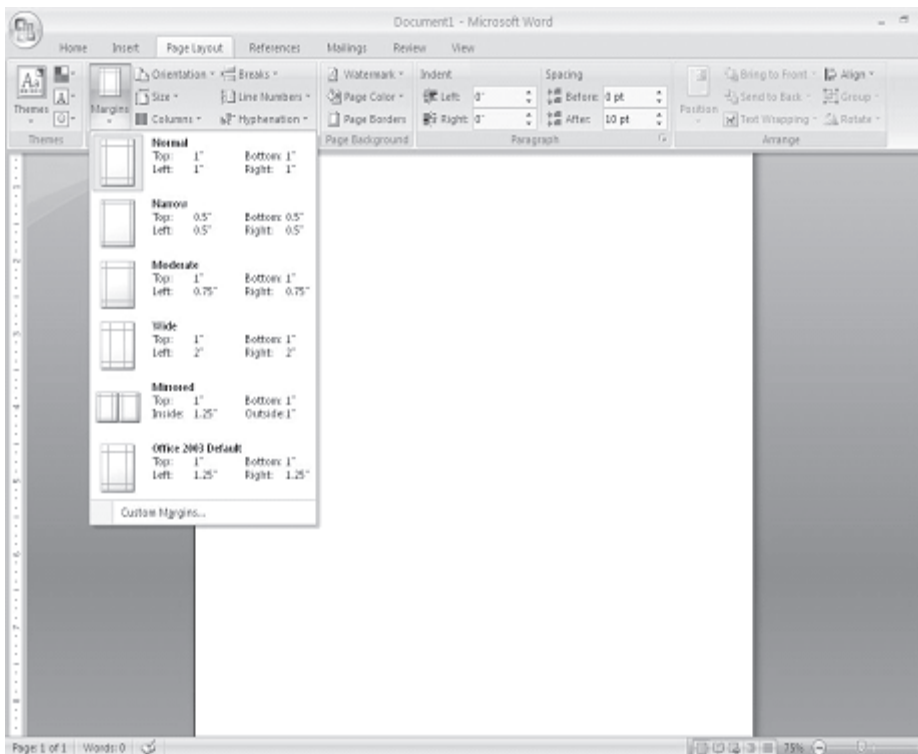 Document1 - Microsoft Word
Home Insert Page Layout References Mailings Review View
Themes
Themes
Margins
Orientation
Size
Columns
Breaks
Line Numbers
Hyphenation
Watermark
Page Color
Page Borders
Page Background
Indent
Left: 0"
Right: 0"
Spacing
Before: 0 pt
After: 10 pt
Paragraph
Position
Bring to Front
Send to Back
Text Wrapping
Align
Group
Rotate
Arrange
Normal
Top: 1" Bottom: 1"
Left: 1" Right: 1"
Narrow
Top: 0.5" Bottom: 0.5"
Left: 0.5" Right: 0.5"
Moderate
Top: 1" Bottom: 1"
Left: 0.75" Right: 0.75"
Wide
Top: 1" Bottom: 1"
Left: 2" Right: 2"
Mirrored
Top: 1" Bottom: 1"
Inside: 1.25" Outside: 1"
Office 2003 Default
Top: 1" Bottom: 1"
Left: 1.25" Right: 1.25"
Custom Margins...
Page: 1 of 1 Words: 0 75%